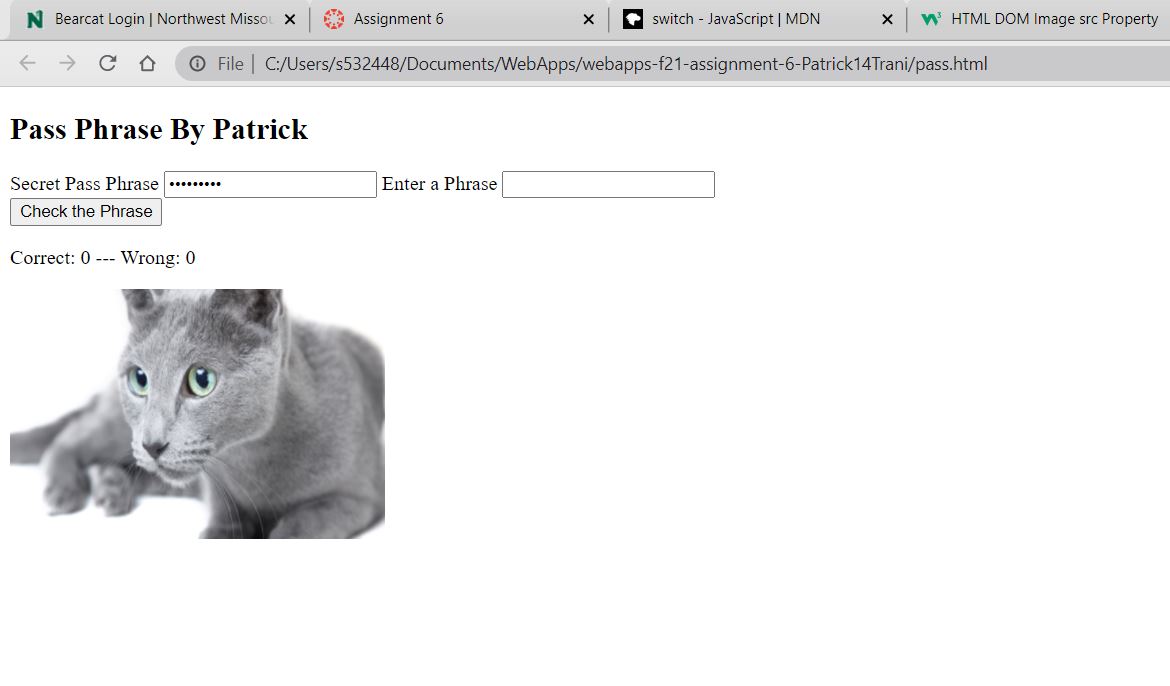 Bearcat Login | Northwest Missou
Assignment 6
switch - JavaScript | MDN
HTML DOM Image src Property
File | C:/Users/s532448/Documents/WebApps/webapps-f21-assignment-6-Patrick14Trani/pass.html
Pass Phrase By Patrick
Secret Pass Phrase ••••••••• Enter a Phrase
Check the Phrase
Correct: 0 --- Wrong: 0